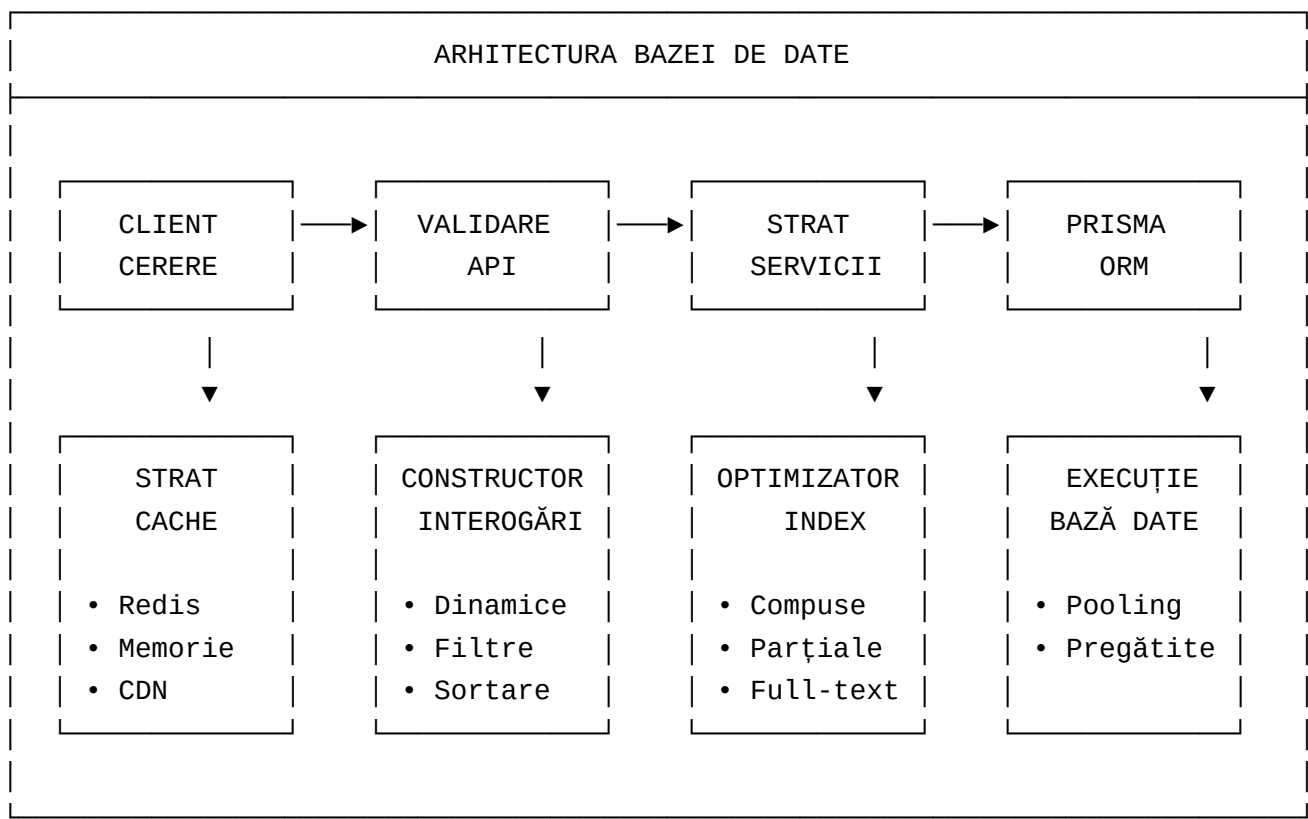 ARHITECTURA BAZEI DE DATE
CLIENT VALIDARE STRAT PRISMA
CERERE API SERVICII ORM
STRAT CONSTRUCTOR OPTIMIZATOR EXECUȚIE
CACHE INTEROGĂRI INDEX BAZĂ DATE
• Redis • Dinamice • Compuse • Pooling
• Memorie • Filtre • Parțiale • Pregătite
• CDN • Sortare • Full-text